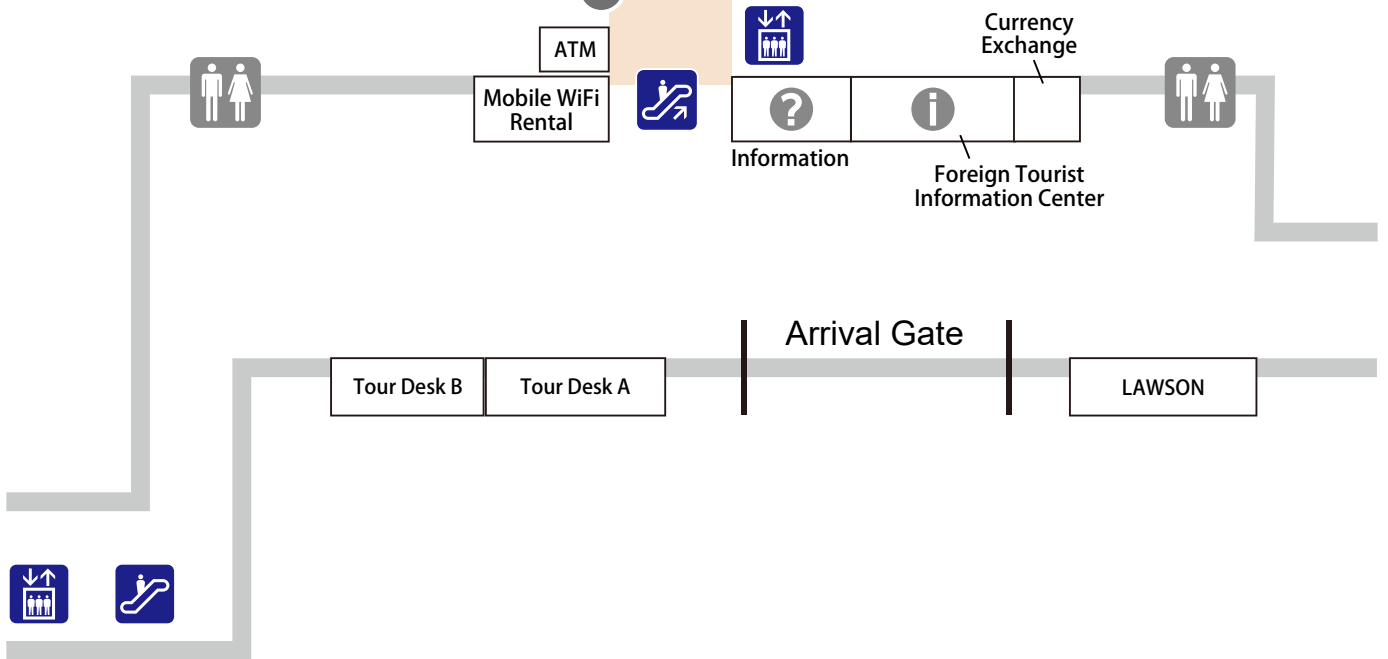 Currency
Exchange
ATM
Mobile WiFi
Rental
?
i
Information
Foreign Tourist
Information Center
Arrival Gate
Tour Desk B
Tour Desk A
LAWSON